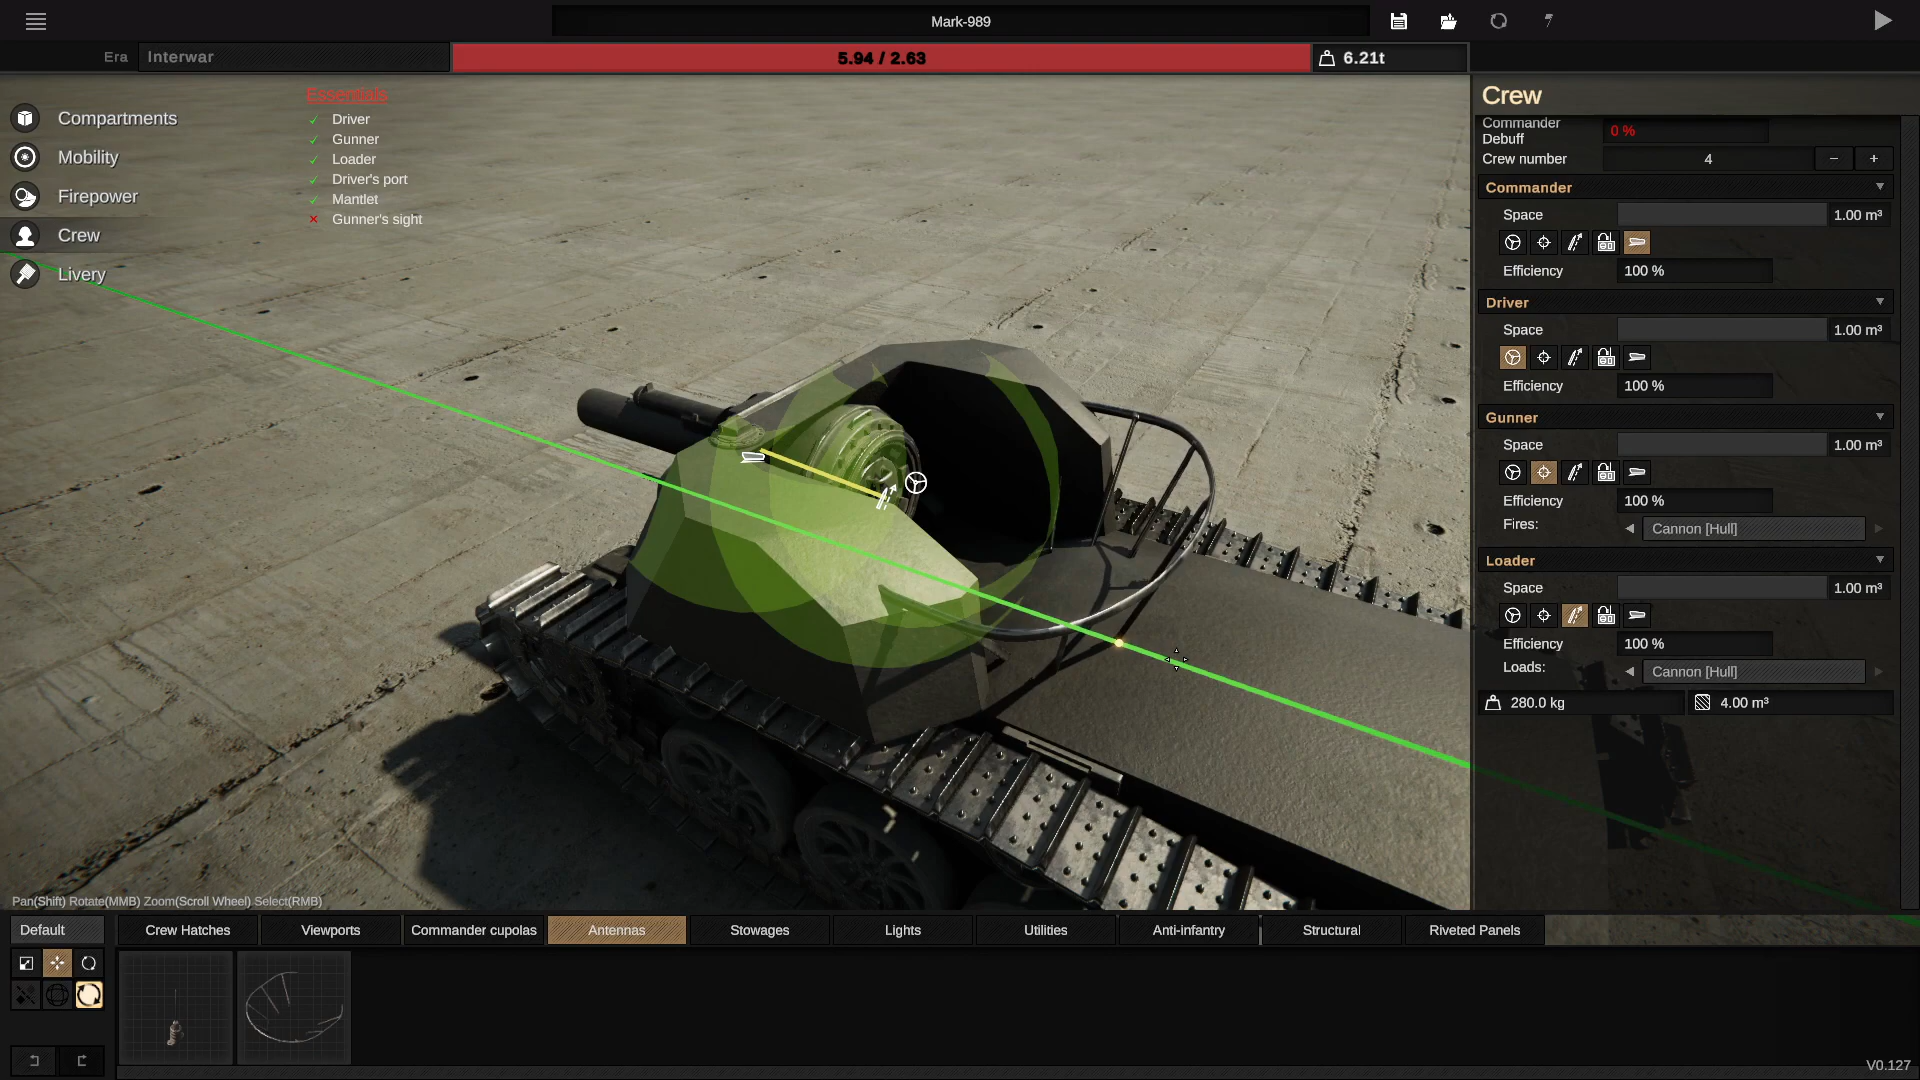 Mark-989
Era Interwar 5.94 / 2.63 6.21t
Compartments
Mobility
Firepower
Crew
Livery
Essentials
Driver
Gunner
Loader
Driver's port
Mantlet
Gunner's sight
Crew
Commander Debuff 0 %
Crew number 4 − +
Commander
Space 1.00 m³
Efficiency 100 %
Driver
Space 1.00 m³
Efficiency 100 %
Gunner
Space 1.00 m³
Efficiency 100 %
Fires: Cannon [Hull]
Loader
Space 1.00 m³
Efficiency 100 %
Loads: Cannon [Hull]
280.0 kg 4.00 m³
Pan(Shift) Rotate(MMB) Zoom(Scroll Wheel) Select(RMB)
Default Crew Hatches Viewports Commander cupolas Antennas Stowages Lights Utilities Anti-infantry Structural Riveted Panels
V0.127